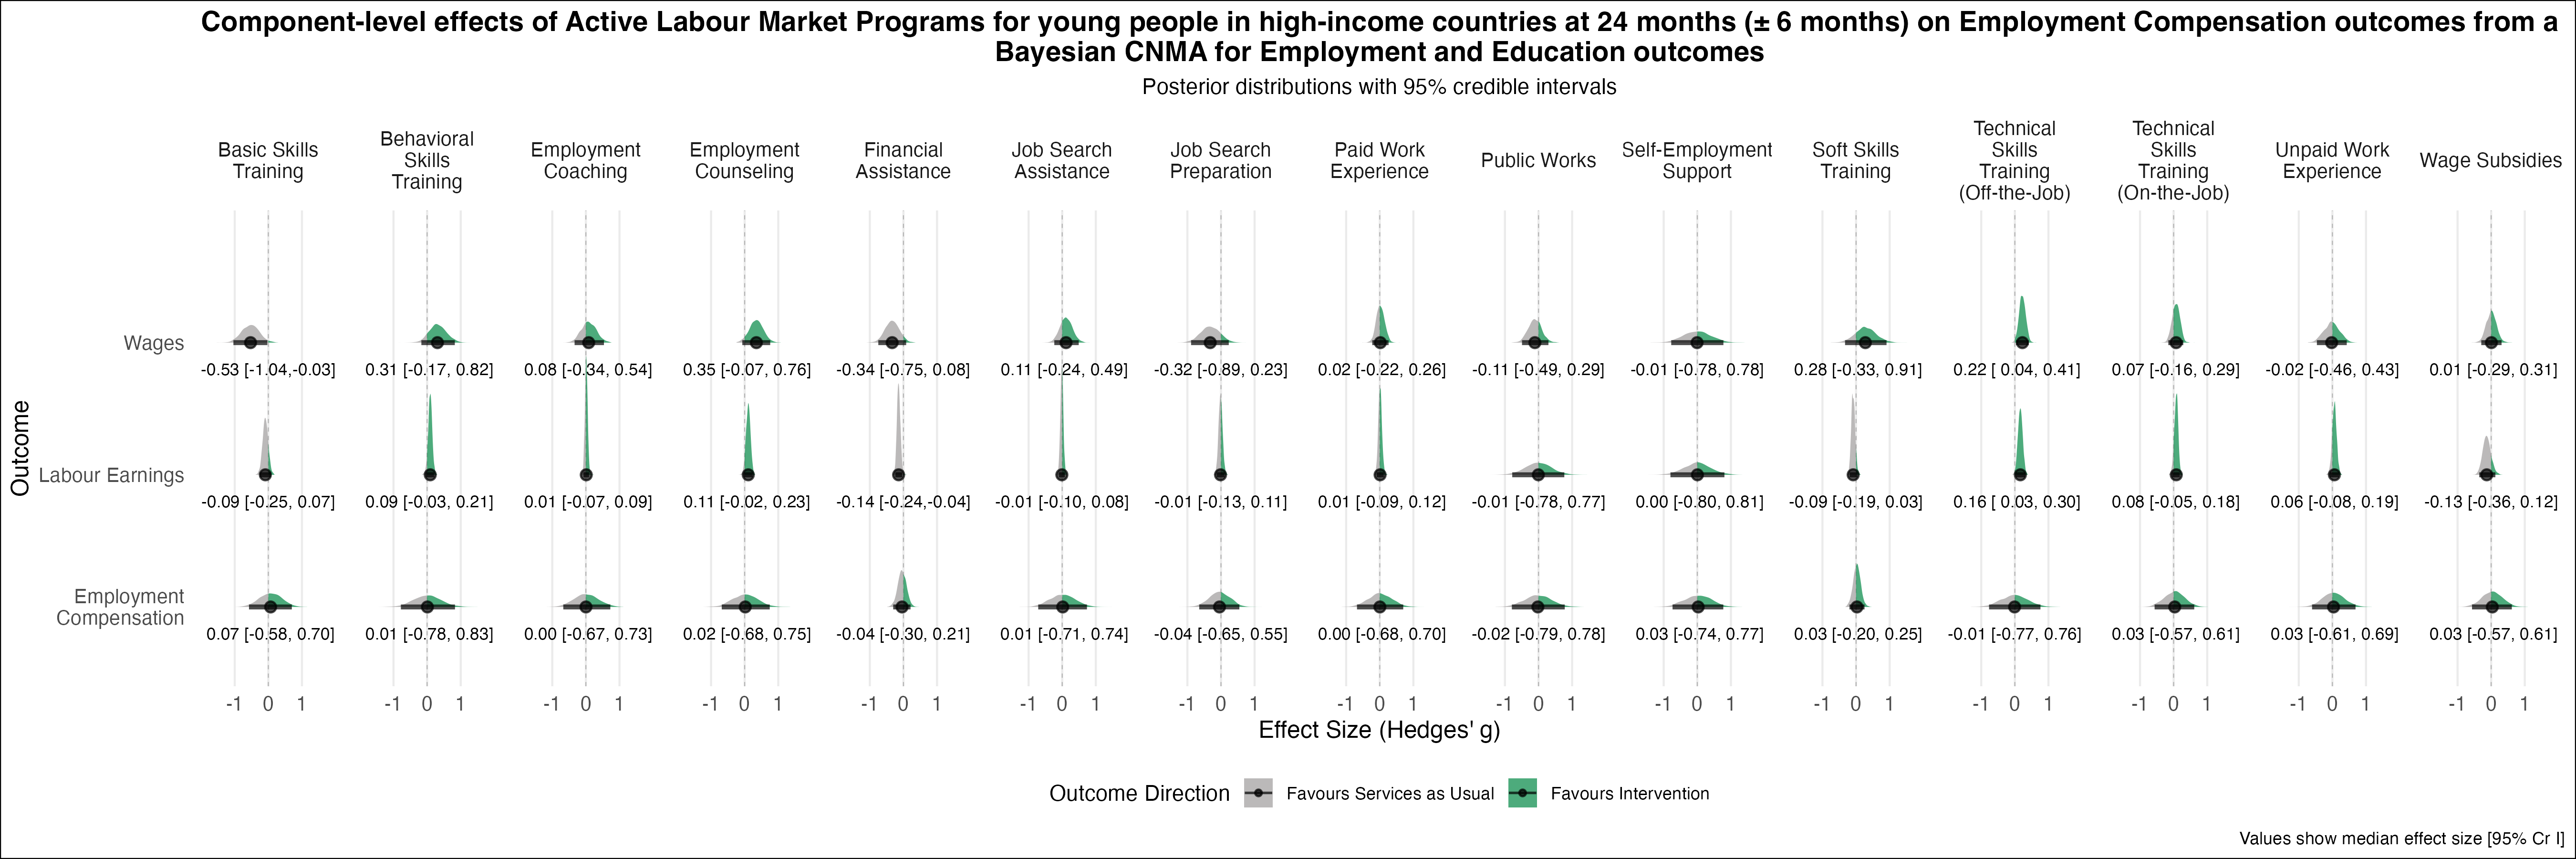 Component-level effects of Active Labour Market Programs for young people in high-income countries at 24 months (± 6 months) on Employment Compensation outcomes from a
Bayesian CNMA for Employment and Education outcomes
Posterior distributions with 95% credible intervals
Basic Skills
Training
Behavioral
Skills
Training
Employment
Coaching
Employment
Counseling
Financial
Assistance
Job Search
Assistance
Job Search
Preparation
Paid Work
Experience
Public Works
Self-Employment
Support
Soft Skills
Training
Technical
Skills
Training
(Off-the-Job)
Technical
Skills
Training
(On-the-Job)
Unpaid Work
Experience
Wage Subsidies
Outcome
Wages
-0.53 [-1.04,-0.03] 0.31 [-0.17, 0.82] 0.08 [-0.34, 0.54] 0.35 [-0.07, 0.76] -0.34 [-0.75, 0.08] 0.11 [-0.24, 0.49] -0.32 [-0.89, 0.23] 0.02 [-0.22, 0.26] -0.11 [-0.49, 0.29] -0.01 [-0.78, 0.78] 0.28 [-0.33, 0.91] 0.22 [ 0.04, 0.41] 0.07 [-0.16, 0.29] -0.02 [-0.46, 0.43] 0.01 [-0.29, 0.31]
Labour Earnings
-0.09 [-0.25, 0.07] 0.09 [-0.03, 0.21] 0.01 [-0.07, 0.09] 0.11 [-0.02, 0.23] -0.14 [-0.24,-0.04] -0.01 [-0.10, 0.08] -0.01 [-0.13, 0.11] 0.01 [-0.09, 0.12] -0.01 [-0.78, 0.77] 0.00 [-0.80, 0.81] -0.09 [-0.19, 0.03] 0.16 [ 0.03, 0.30] 0.08 [-0.05, 0.18] 0.06 [-0.08, 0.19] -0.13 [-0.36, 0.12]
Employment
Compensation
0.07 [-0.58, 0.70] 0.01 [-0.78, 0.83] 0.00 [-0.67, 0.73] 0.02 [-0.68, 0.75] -0.04 [-0.30, 0.21] 0.01 [-0.71, 0.74] -0.04 [-0.65, 0.55] 0.00 [-0.68, 0.70] -0.02 [-0.79, 0.78] 0.03 [-0.74, 0.77] 0.03 [-0.20, 0.25] -0.01 [-0.77, 0.76] 0.03 [-0.57, 0.61] 0.03 [-0.61, 0.69] 0.03 [-0.57, 0.61]
-1 0 1 -1 0 1 -1 0 1 -1 0 1 -1 0 1 -1 0 1 -1 0 1 -1 0 1 -1 0 1 -1 0 1 -1 0 1 -1 0 1 -1 0 1 -1 0 1 -1 0 1
Effect Size (Hedges' g)
Outcome Direction Favours Services as Usual Favours Intervention
Values show median effect size [95% Cr I]